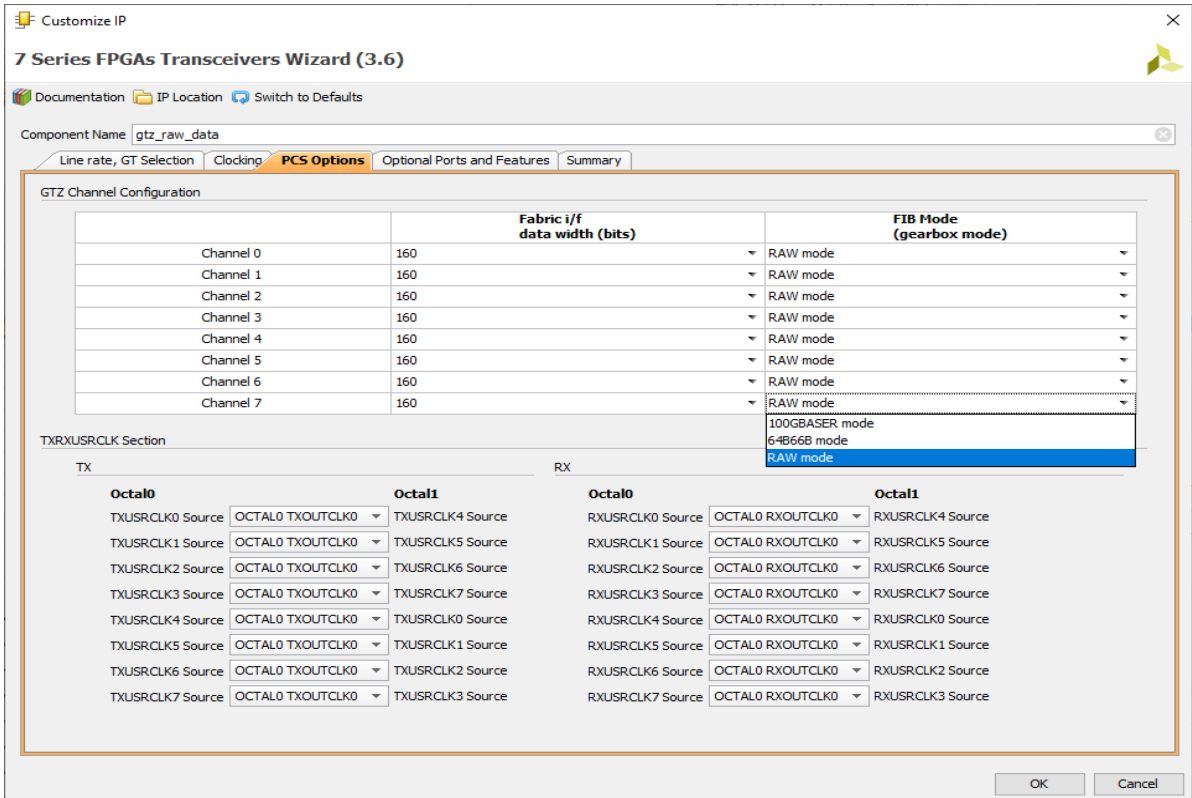 Customize IP
7 Series FPGAs Transceivers Wizard (3.6)
Documentation IP Location Switch to Defaults
Component Name gtz_raw_data
Line rate, GT Selection Clocking PCS Options Optional Ports and Features Summary
GTZ Channel Configuration
Fabric i/f
data width (bits)
FIB Mode
(gearbox mode)
Channel 0 160 RAW mode
Channel 1 160 RAW mode
Channel 2 160 RAW mode
Channel 3 160 RAW mode
Channel 4 160 RAW mode
Channel 5 160 RAW mode
Channel 6 160 RAW mode
Channel 7 160 RAW mode
100GBASER mode
64B66B mode
RAW mode
TXRXUSRCLK Section
TX RX
Octal0 Octal1 Octal0 Octal1
TXUSRCLK0 Source OCTAL0 TXOUTCLK0 TXUSRCLK4 Source RXUSRCLK0 Source OCTAL0 RXOUTCLK0 RXUSRCLK4 Source
TXUSRCLK1 Source OCTAL0 TXOUTCLK0 TXUSRCLK5 Source RXUSRCLK1 Source OCTAL0 RXOUTCLK0 RXUSRCLK5 Source
TXUSRCLK2 Source OCTAL0 TXOUTCLK0 TXUSRCLK6 Source RXUSRCLK2 Source OCTAL0 RXOUTCLK0 RXUSRCLK6 Source
TXUSRCLK3 Source OCTAL0 TXOUTCLK0 TXUSRCLK7 Source RXUSRCLK3 Source OCTAL0 RXOUTCLK0 RXUSRCLK7 Source
TXUSRCLK4 Source OCTAL0 TXOUTCLK0 TXUSRCLK0 Source RXUSRCLK4 Source OCTAL0 RXOUTCLK0 RXUSRCLK0 Source
TXUSRCLK5 Source OCTAL0 TXOUTCLK0 TXUSRCLK1 Source RXUSRCLK5 Source OCTAL0 RXOUTCLK0 RXUSRCLK1 Source
TXUSRCLK6 Source OCTAL0 TXOUTCLK0 TXUSRCLK2 Source RXUSRCLK6 Source OCTAL0 RXOUTCLK0 RXUSRCLK2 Source
TXUSRCLK7 Source OCTAL0 TXOUTCLK0 TXUSRCLK3 Source RXUSRCLK7 Source OCTAL0 RXOUTCLK0 RXUSRCLK3 Source
OK Cancel